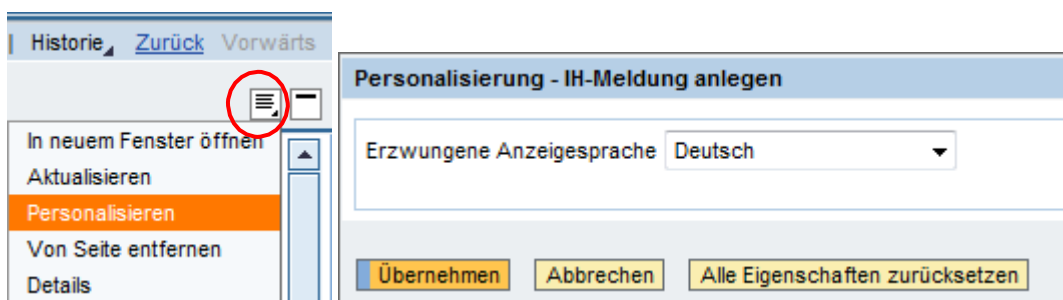 Historie Zurück Vorwärts
In neuem Fenster öffnen
Aktualisieren
Personalisieren
Von Seite entfernen
Details
Personalisierung - IH-Meldung anlegen
Erzwungene Anzeigesprache Deutsch
Übernehmen Abbrechen Alle Eigenschaften zurücksetzen